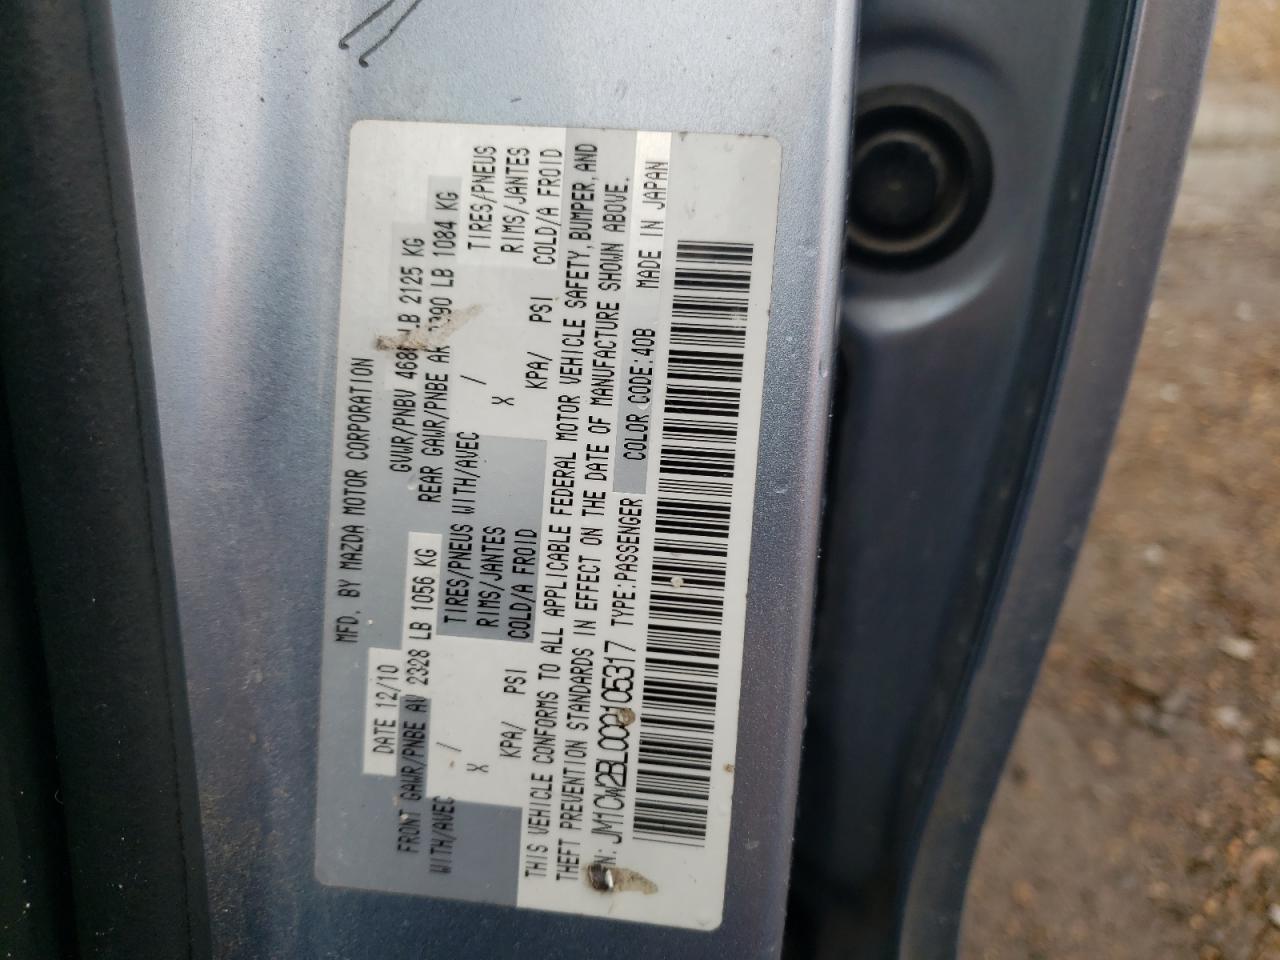 MFD. BY MAZDA MOTOR CORPORATION
DATE 12/10 GVWR/PNBV LB 2125 KG
FRONT GAWR/PNBE AV 2328 LB 1056 KG REAR GAWR/PNBE LB 1084 KG
WITH/AVEC / TIRES/PNEUS WITH/AVEC / TIRES/PNEUS
X RIMS/JANTES X RIMS/JANTES
KPA/ PSI COLD/A FROID KPA/ PSI COLD/A FROID
THIS VEHICLE CONFORMS TO ALL APPLICABLE FEDERAL MOTOR VEHICLE SAFETY, BUMPER, AND
THEFT PREVENTION STANDARDS IN EFFECT ON THE DATE OF MANUFACTURE SHOWN ABOVE.
TYPE:PASSENGER COLOR CODE:40B MADE IN JAPAN